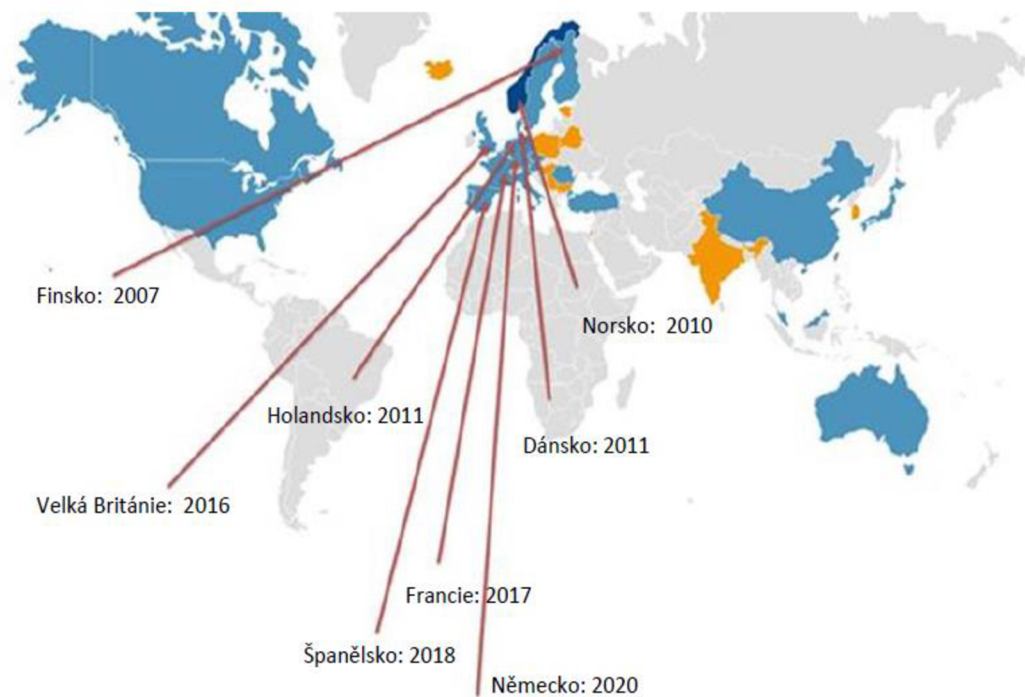 Finsko: 2007
Norsko: 2010
Holandsko: 2011
Dánsko: 2011
Velká Británie: 2016
Francie: 2017
Španělsko: 2018
Německo: 2020